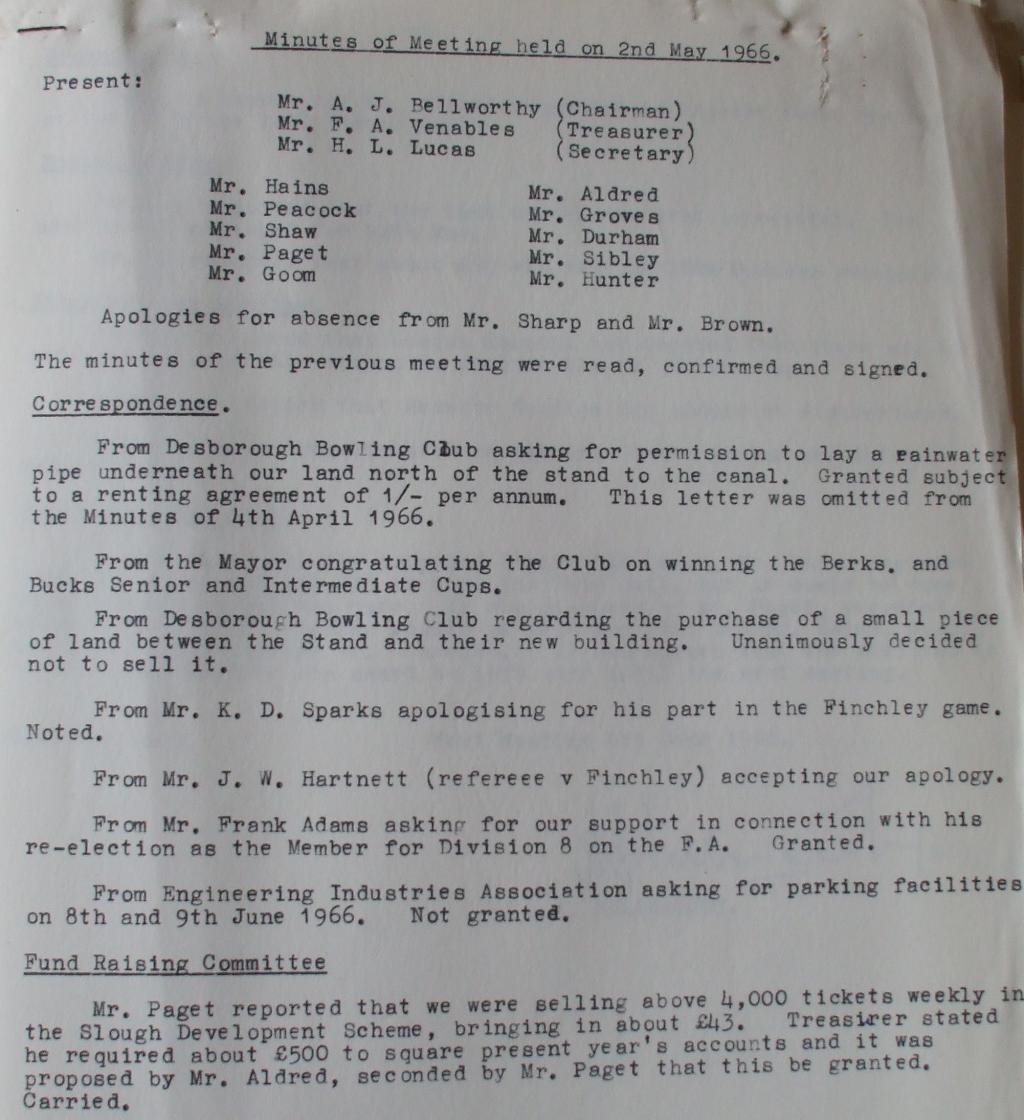 Minutes of Meeting held on 2nd May 1966.
Present:
Mr. A. J. Bellworthy (Chairman)
Mr. F. A. Venables (Treasurer)
Mr. H. L. Lucas (Secretary)
Mr. Hains Mr. Aldred
Mr. Peacock Mr. Groves
Mr. Shaw Mr. Durham
Mr. Paget Mr. Sibley
Mr. Goom Mr. Hunter
Apologies for absence from Mr. Sharp and Mr. Brown.
The minutes of the previous meeting were read, confirmed and signed.
Correspondence.
From Desborough Bowling Club asking for permission to lay a rainwater
pipe underneath our land north of the stand to the canal. Granted subject
to a renting agreement of 1/- per annum. This letter was omitted from
the Minutes of 4th April 1966.
From the Mayor congratulating the Club on winning the Berks. and
Bucks Senior and Intermediate Cups.
From Desborough Bowling Club regarding the purchase of a small piece
of land between the Stand and their new building. Unanimously decided
not to sell it.
From Mr. K. D. Sparks apologising for his part in the Finchley game.
Noted.
From Mr. J. W. Hartnett (refereee v Finchley) accepting our apology.
From Mr. Frank Adams asking for our support in connection with his
re-election as the Member for Division 8 on the F.A. Granted.
From Engineering Industries Association asking for parking facilities
on 8th and 9th June 1966. Not granted.
Fund Raising Committee
Mr. Paget reported that we were selling above 4,000 tickets weekly in
the Slough Development Scheme, bringing in about £43. Treasurer stated
he required about £500 to square present year's accounts and it was
proposed by Mr. Aldred, seconded by Mr. Paget that this be granted.
Carried.